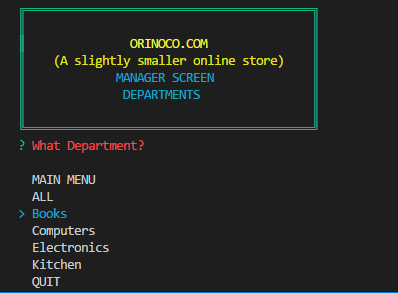 ORINOCO.COM
(A slightly smaller online store)
MANAGER SCREEN
DEPARTMENTS
? What Department?
MAIN MENU
ALL
> Books
Computers
Electronics
Kitchen
QUIT